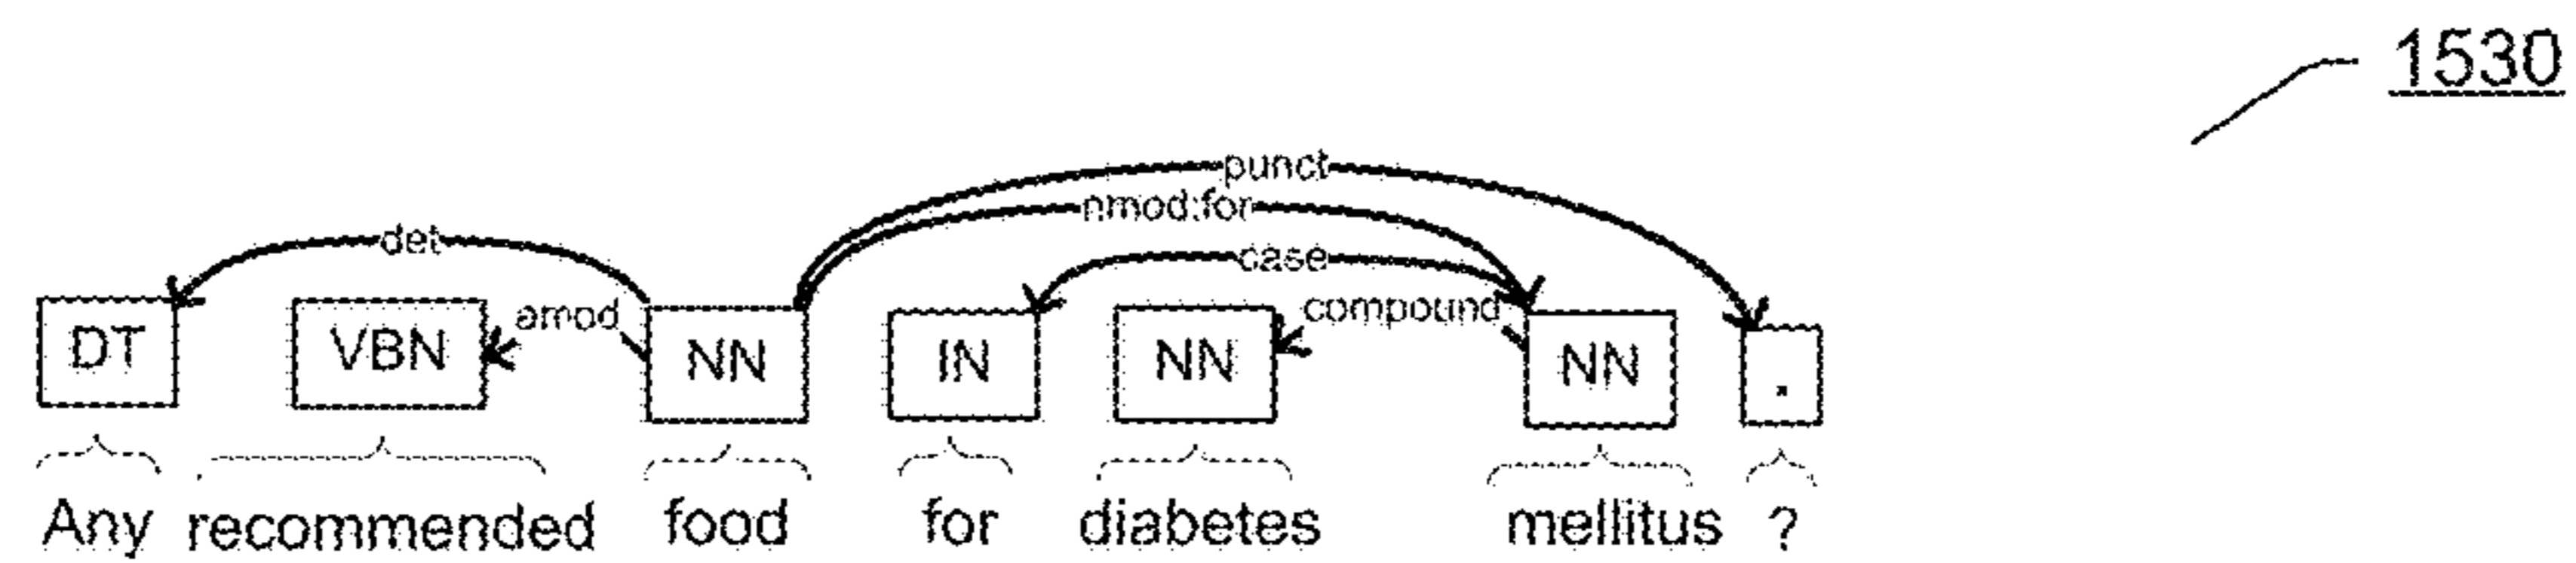 1530
punct
nmod:for
det
case
amod
compound
DT VBN NN IN NN NN .
Any recommended food for diabetes mellitus ?